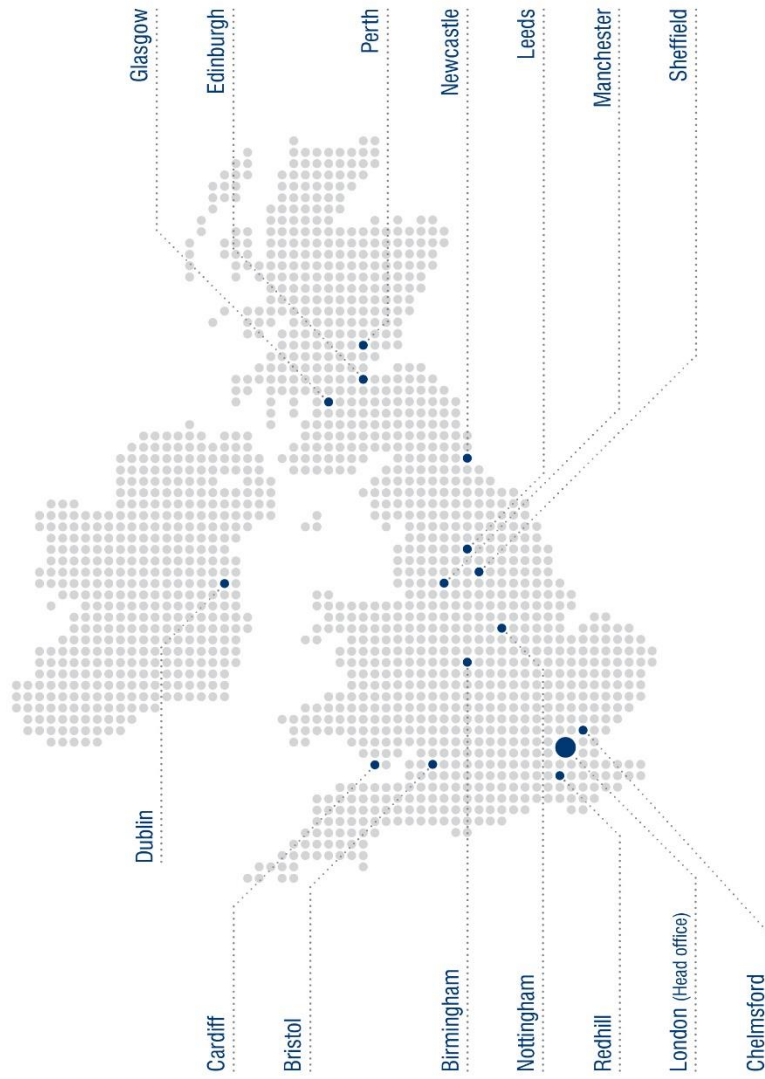 Glasgow
Edinburgh
Perth
Newcastle
Leeds
Manchester
Sheffield
Dublin
Cardiff
Bristol
Birmingham
Nottingham
Redhill
London (Head office)
Chelmsford